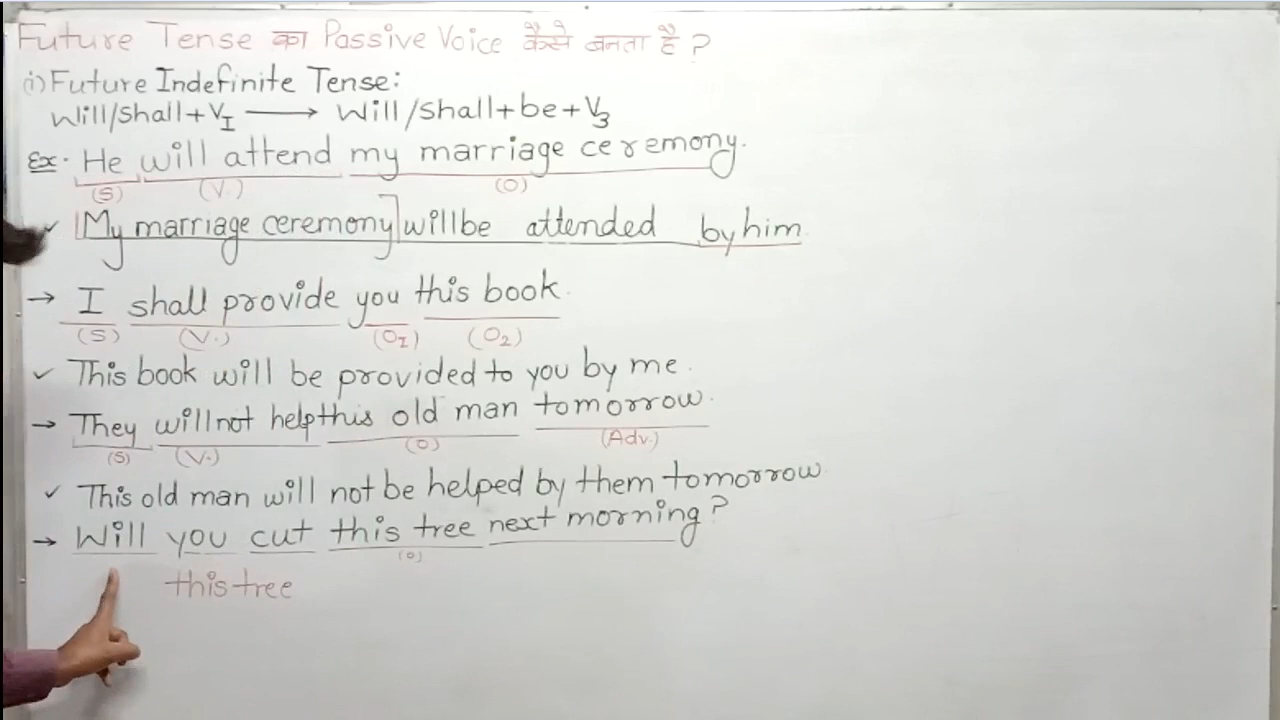 Future Tense का Passive Voice कैसे बनता है ?
(i) Future Indefinite Tense:
Will/Shall + V1 → Will/Shall + be + V3
Ex. He will attend my marriage ceremony.
(S) (V.) (O)
✓ [My marriage ceremony] will be attended by him
→ I shall provide you this book.
(S) (V.) (O1) (O2)
✓ This book will be provided to you by me.
→ They will not help this old man tomorrow.
(S) (V.) (O) (Adv.)
✓ This old man will not be helped by them tomorrow
→ Will you cut this tree next morning?
(O)
this tree